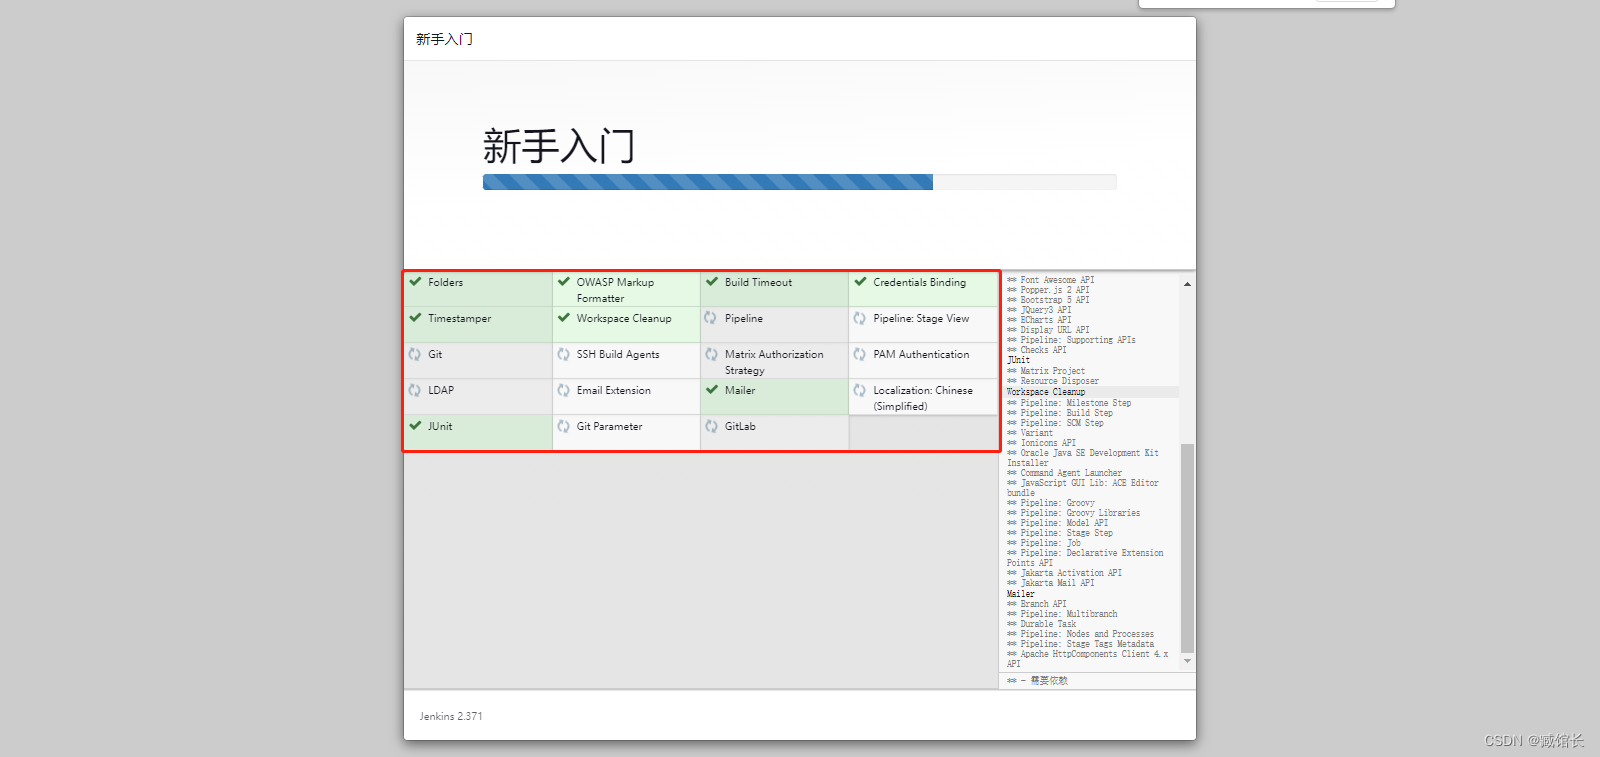 新手入门
新手入门
Folders
OWASP Markup
Formatter
Build Timeout
Credentials Binding
Timestamper
Workspace Cleanup
Pipeline
Pipeline: Stage View
Git
SSH Build Agents
Matrix Authorization
Strategy
PAM Authentication
LDAP
Email Extension
Mailer
Localization: Chinese
(Simplified)
JUnit
Git Parameter
GitLab
** Font Awesome API
** Popper.js 2 API
** Bootstrap 5 API
** JQuery3 API
** ECharts API
** Display URL API
** Pipeline: Supporting APIs
** Checks API
JUnit
** Matrix Project
** Resource Disposer
Workspace Cleanup
** Pipeline: Milestone Step
** Pipeline: Build Step
** Pipeline: SCM Step
** Variant
** Ionicons API
** Oracle Java SE Development Kit
Installer
** Command Agent Launcher
** JavaScript GUI Lib: ACE Editor
bundle
** Pipeline: Groovy
** Pipeline: Groovy Libraries
** Pipeline: Model API
** Pipeline: Stage Step
** Pipeline: Job
** Pipeline: Declarative Extension
Points API
** Jakarta Activation API
** Jakarta Mail API
Mailer
** Branch API
** Pipeline: Multibranch
** Durable Task
** Pipeline: Nodes and Processes
** Pipeline: Stage Tags Metadata
** Apache HttpComponents Client 4.x
API
** - 需要依赖
Jenkins 2.371
CSDN @臧馆长